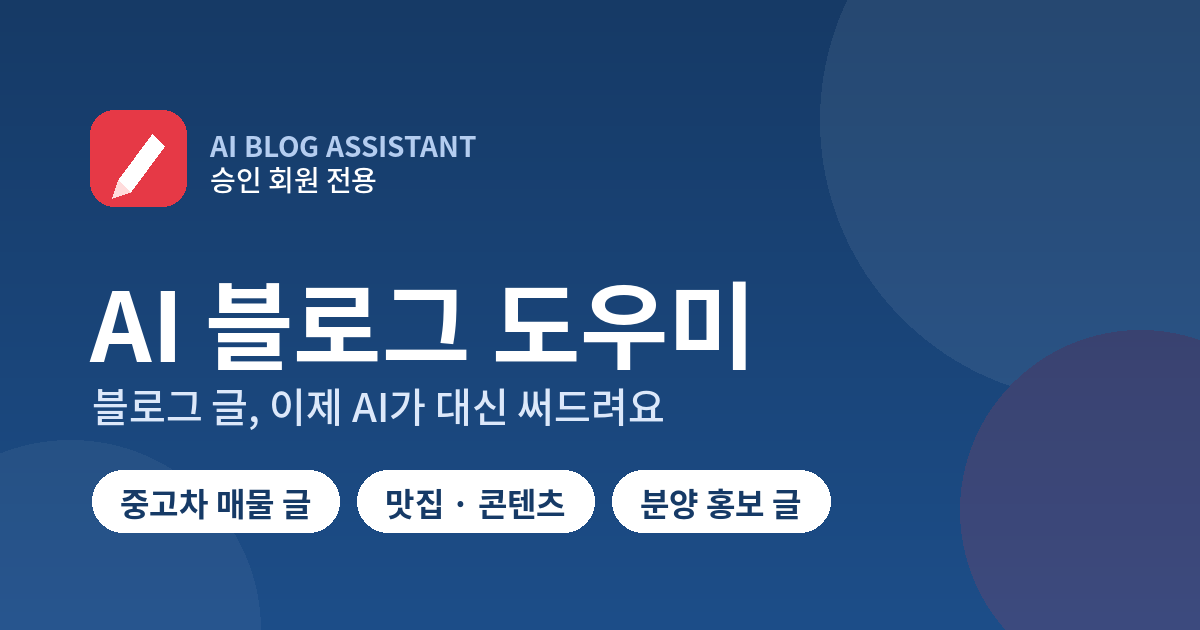 AI BLOG ASSISTANT
승인 회원 전용
AI 블로그 도우미
블로그 글, 이제 AI가 대신 써드려요
중고차 매물 글
맛집 · 콘텐츠
분양 홍보 글